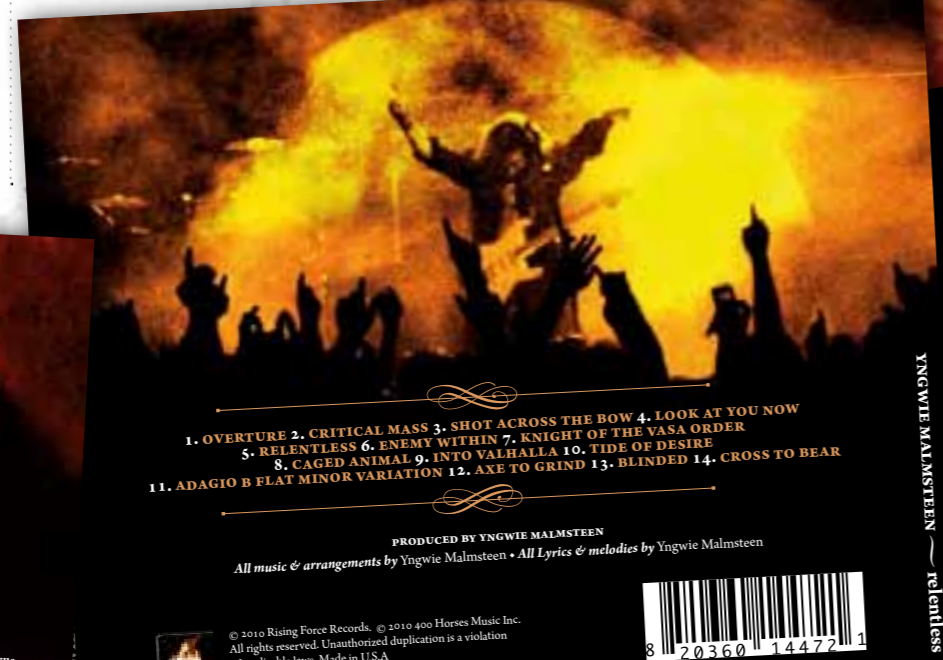 1. OVERTURE 2. CRITICAL MASS 3. SHOT ACROSS THE BOW 4. LOOK AT YOU NOW
5. RELENTLESS 6. ENEMY WITHIN 7. KNIGHT OF THE VASA ORDER
8. CAGED ANIMAL 9. INTO VALHALLA 10. TIDE OF DESIRE
11. ADAGIO B FLAT MINOR VARIATION 12. AXE TO GRIND 13. BLINDED 14. CROSS TO BEAR
PRODUCED BY YNGWIE MALMSTEEN
All music & arrangements by Yngwie Malmsteen • All Lyrics & melodies by Yngwie Malmsteen
© 2010 Rising Force Records. © 2010 400 Horses Music Inc.
All rights reserved. Unauthorized duplication is a violation
laws. Made in U.S.A
8 20360 14472 1
YNGWIE MALMSTEEN ~ relentless